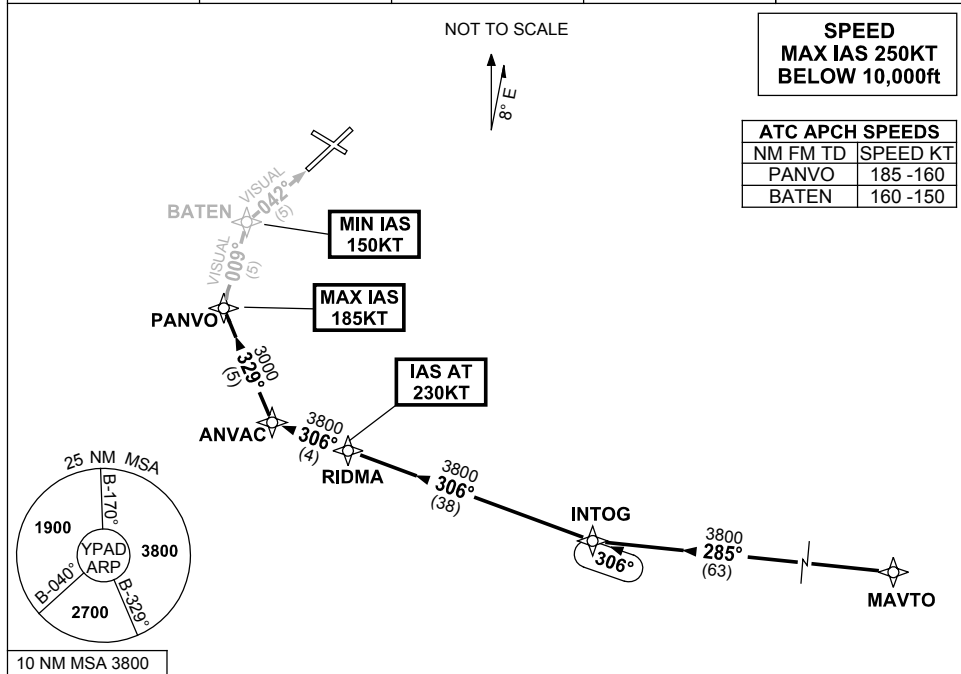 NOT TO SCALE
8° E
SPEED
MAX IAS 250KT
BELOW 10,000ft
ATC APCH SPEEDS
NM FM TD SPEED KT
PANVO 185 -160
BATEN 160 -150
VISUAL
042°
(5)
BATEN
MIN IAS
150KT
VISUAL
009°
(5)
MAX IAS
185KT
PANVO
3000
329°
(5)
IAS AT
230KT
ANVAC
3800
306°
(4)
RIDMA
3800
306°
(38)
INTOG
306°
3800
285°
(63)
MAVTO
25 NM MSA
B-170°
1900
YPAD
ARP
3800
B-040°
B-329°
2700
10 NM MSA 3800